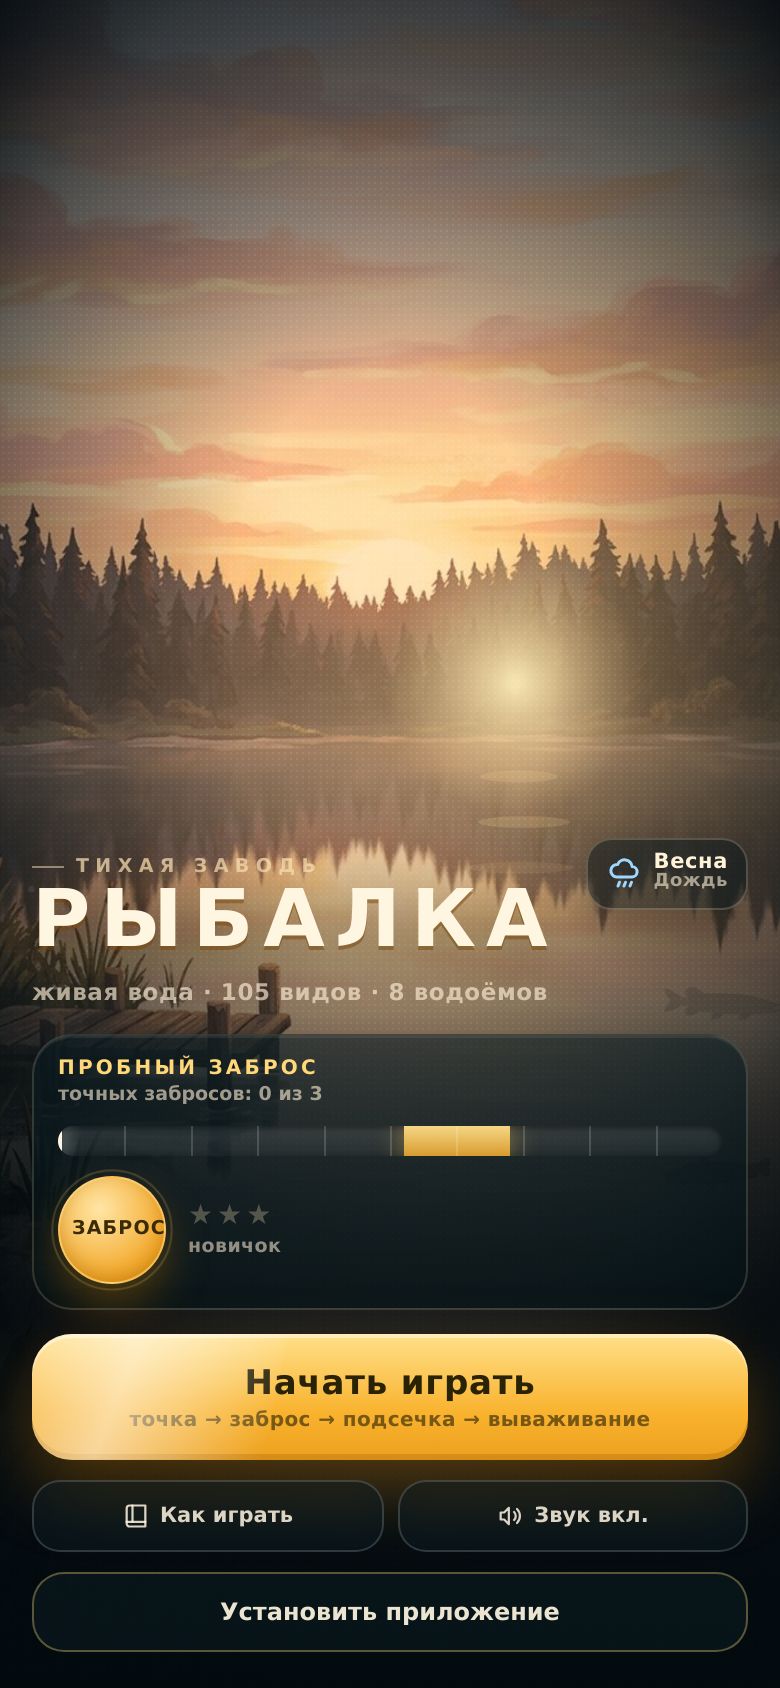 ТИХАЯ ЗАВОДЬ
РЫБАЛКА
Весна
Дождь
живая вода · 105 видов · 8 водоёмов
ПРОБНЫЙ ЗАБРОС
точных забросов: 0 из 3
ЗАБРОС
★★★
новичок
Начать играть
точка → заброс → подсечка → вываживание
Как играть
Звук вкл.
Установить приложение